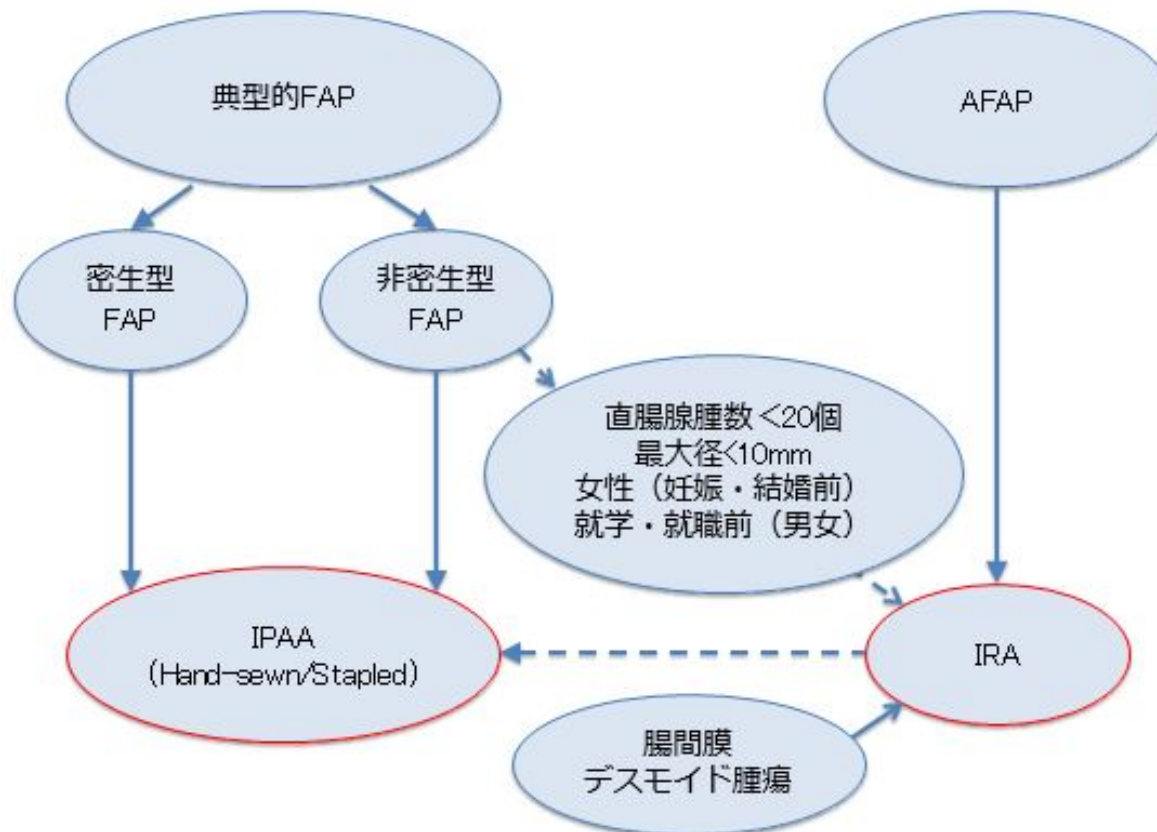 典型的FAP
AFAP
密生型
FAP
非密生型
FAP
直腸腺腫数<20個
最大径<10mm
女性（妊娠・結婚前）
就学・就職前（男女）
IPAA
（Hand-sewn/Stapled）
IRA
腸間膜
デスモイド腫瘍